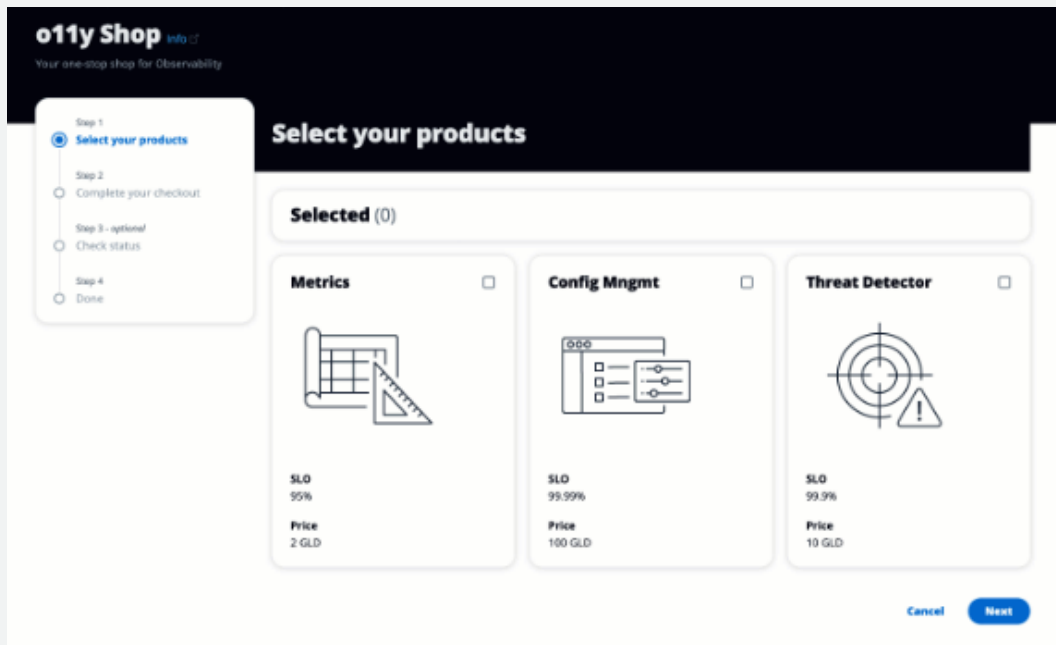 o11y Shop Info
Your one-stop shop for Observability
Step 1
Select your products
Step 2
Complete your checkout
Step 3 - optional
Check status
Step 4
Done
Select your products
Selected (0)
Metrics
SLO
95%
Price
2 GLD
Config Mngmt
SLO
99.99%
Price
100 GLD
Threat Detector
SLO
99.9%
Price
10 GLD
Cancel
Next